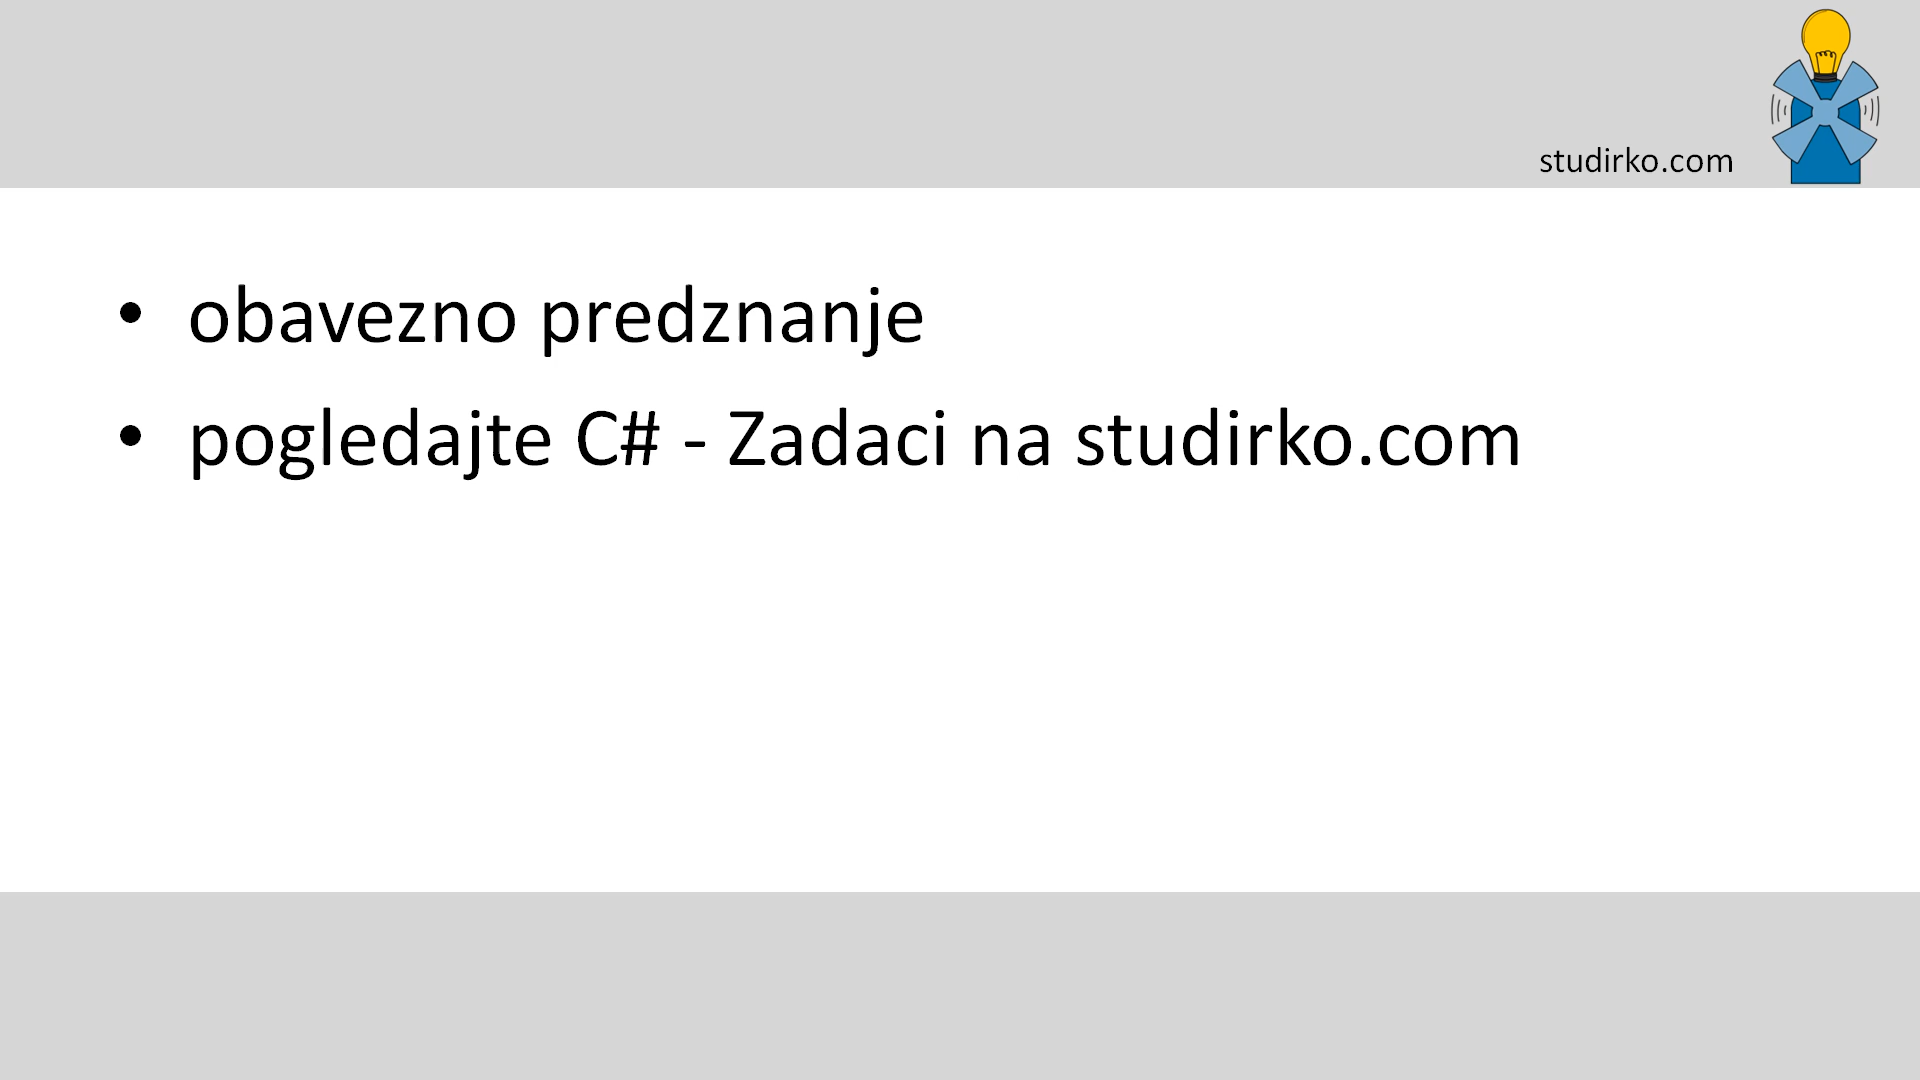 studirko.com
• obavezno predznanje
• pogledajte C# - Zadaci na studirko.com